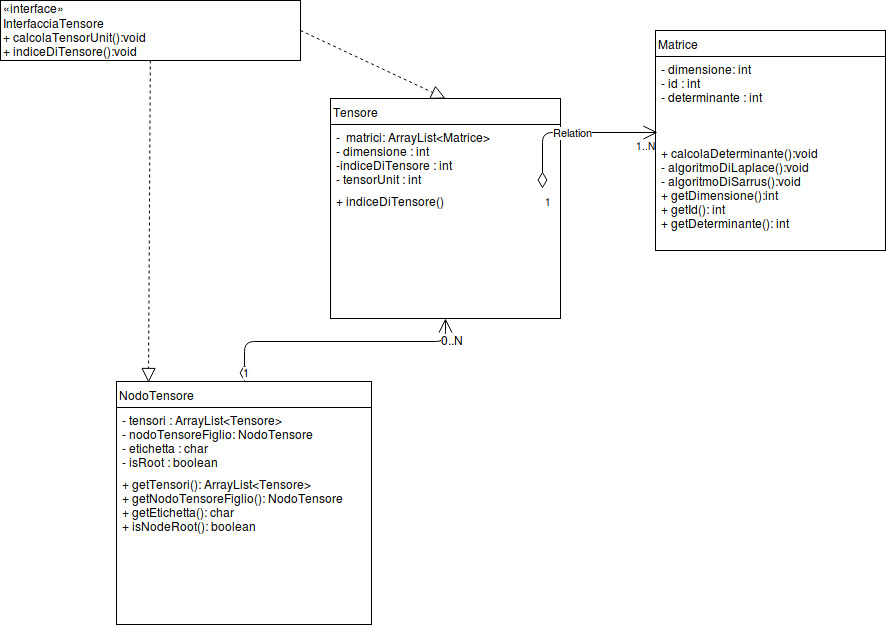 «interface»
InterfacciaTensore
+ calcolaTensorUnit():void
+ indiceDiTensore():void
Tensore
- matrici: ArrayList<Matrice>
- dimensione : int
-indiceDiTensore : int
- tensorUnit : int
+ indiceDiTensore()
Relation
1
1..N
Matrice
- dimensione: int
- id : int
- determinante : int
+ calcolaDeterminante():void
- algoritmoDiLaplace():void
- algoritmoDiSarrus():void
+ getDimensione():int
+ getId(): int
+ getDeterminante(): int
0..N
1
NodoTensore
- tensori : ArrayList<Tensore>
- nodoTensoreFiglio: NodoTensore
- etichetta : char
- isRoot : boolean
+ getTensori(): ArrayList<Tensore>
+ getNodoTensoreFiglio(): NodoTensore
+ getEtichetta(): char
+ isNodeRoot(): boolean